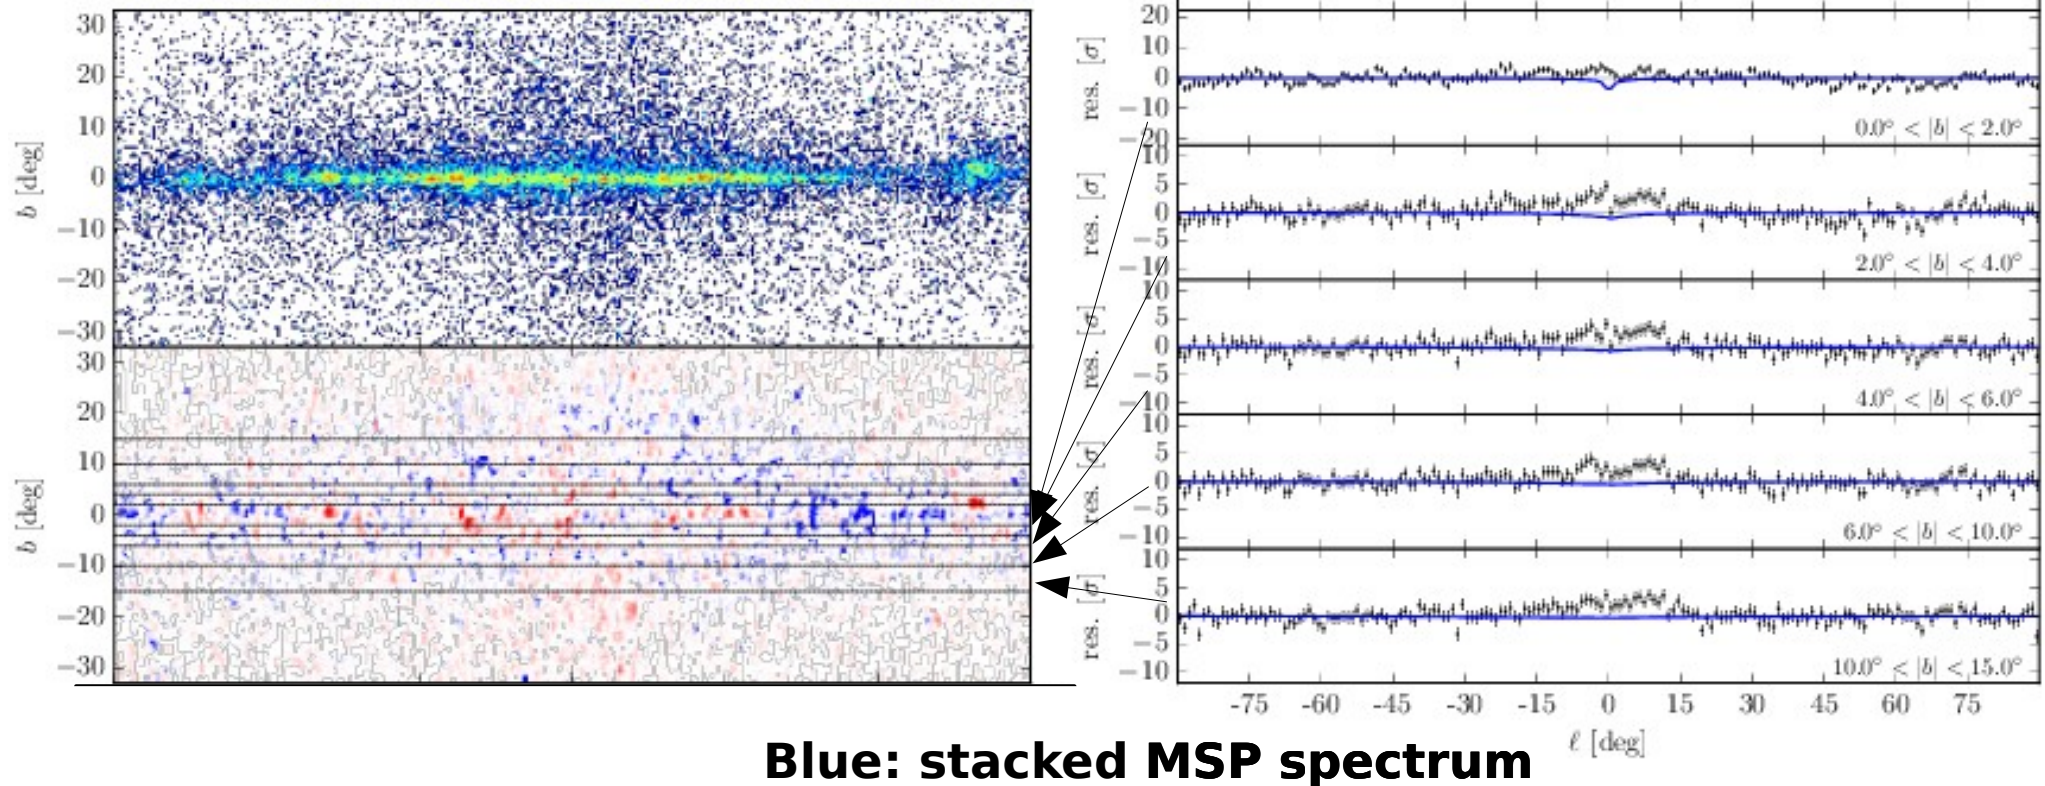 30
20
10
0
−10
−20
−30
b [deg]
30
20
10
0
−10
−20
−30
b [deg]
20
10
0
−10
−20
res. [σ]
0.0° < |b| < 2.0°
10
5
0
−5
−10
res. [σ]
2.0° < |b| < 4.0°
10
5
0
−5
−10
res. [σ]
4.0° < |b| < 6.0°
10
5
0
−5
−10
res. [σ]
6.0° < |b| < 10.0°
10
5
0
−5
−10
res. [σ]
10.0° < |b| < 15.0°
-75 -60 -45 -30 -15 0 15 30 45 60 75
ℓ [deg]
Blue: stacked MSP spectrum